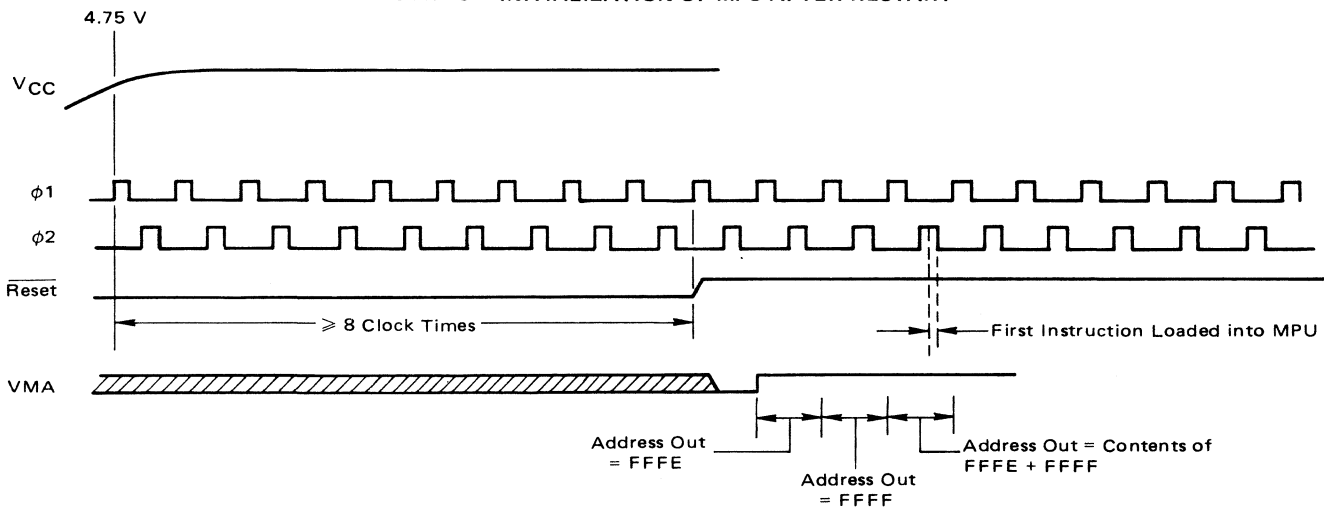 4.75 V
VCC
φ1
φ2
Reset
⩾ 8 Clock Times
First Instruction Loaded into MPU
VMA
Address Out
= FFFE
Address Out
= FFFF
Address Out = Contents of
FFFE + FFFF